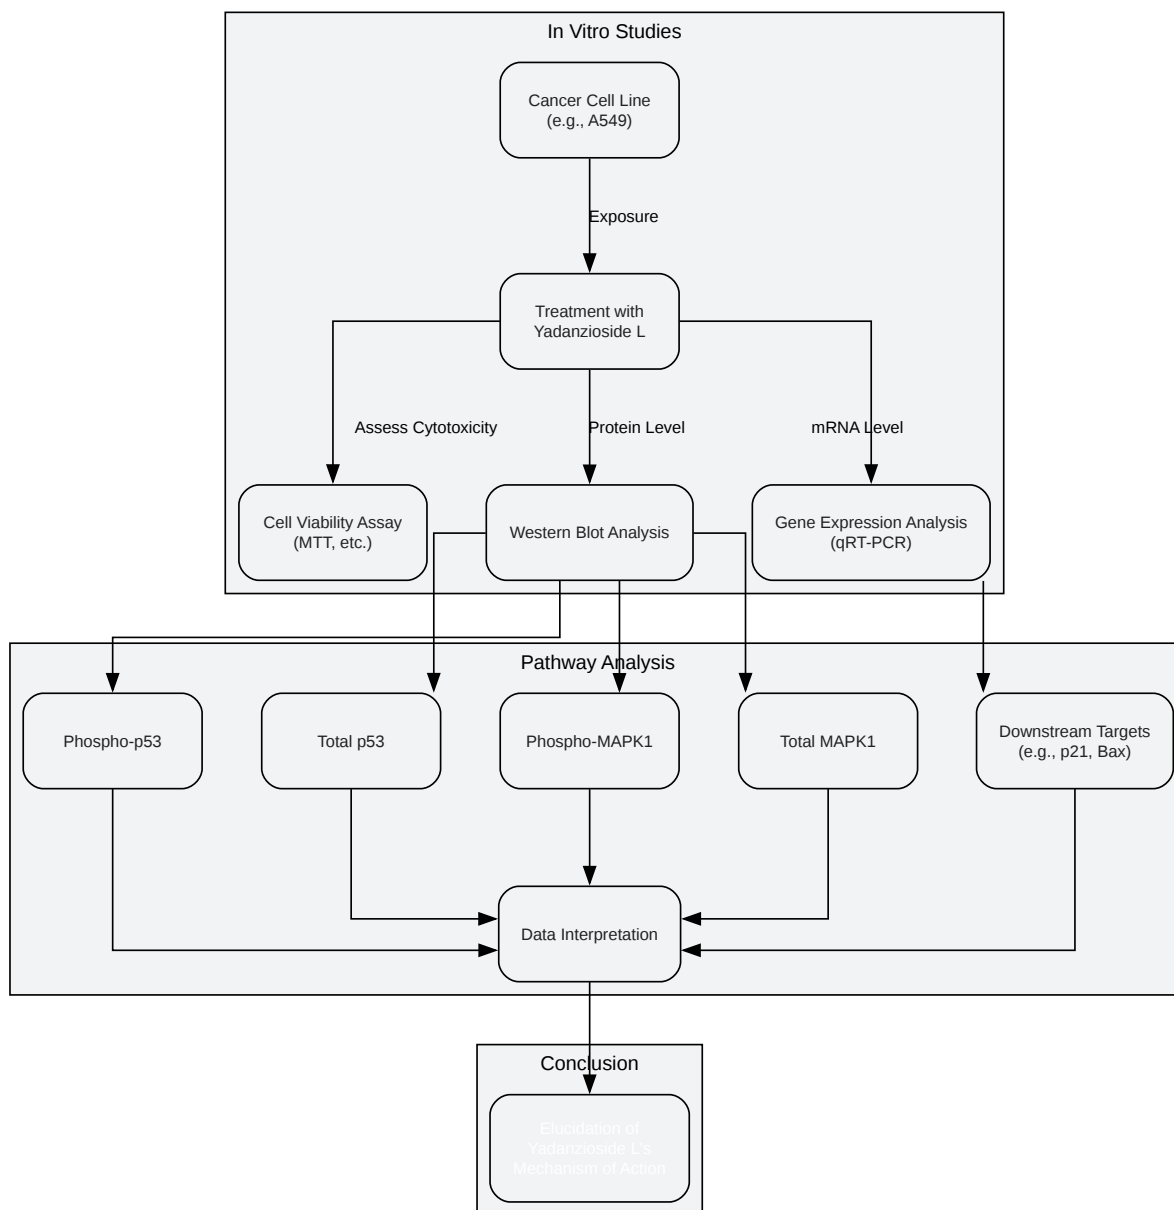 In Vitro Studies
Cancer Cell Line
(e.g., A549)
Exposure
Treatment with
Yadanzioside L
Assess Cytotoxicity
Protein Level
mRNA Level
Cell Viability Assay
(MTT, etc.)
Western Blot Analysis
Gene Expression Analysis
(qRT-PCR)
Pathway Analysis
Phospho-p53
Total p53
Phospho-MAPK1
Total MAPK1
Downstream Targets
(e.g., p21, Bax)
Data Interpretation
Conclusion
Elucidation of
Yadanzioside L's
Mechanism of Action